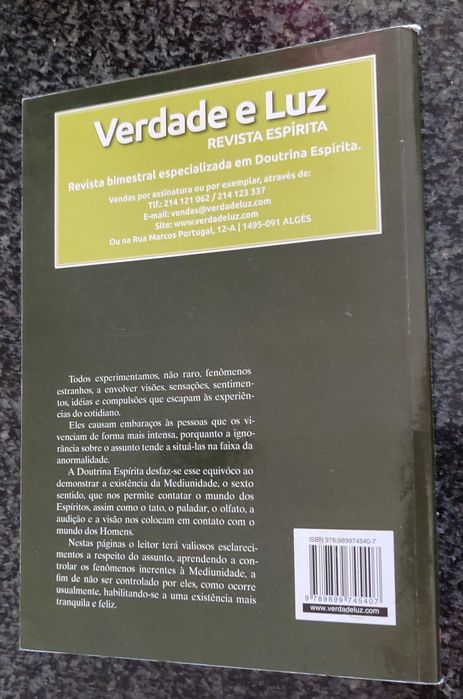 Verdade e Luz
REVISTA ESPÍRITA
Revista bimestral especializada em Doutrina Espírita.
Vendas por assinatura ou por exemplar, através de:
Tlf.: 214 121 062 / 214 123 337
E-mail: vendas@verdadeluz.com
Site: www.verdadeluz.com
Ou na Rua Marcos Portugal, 12-A | 1495-091 ALGÉS
Todos experimentamos, não raro, fenômenos
estranhos, a envolver visões, sensações, sentimen-
tos, idéias e compulsões que escapam às experiên-
cias do cotidiano.
Eles causam embaraços às pessoas que os vi-
venciam de forma mais intensa, porquanto a igno-
rância sobre o assunto tende a situá-las na faixa da
anormalidade.
A Doutrina Espírita desfaz-se esse equívoco ao
demonstrar a existência da Mediunidade, o sexto
sentido, que nos permite contatar o mundo dos
Espíritos, assim como o tato, o paladar, o olfato, a
audição e a visão nos colocam em contato com o
mundo dos Homens.
Nestas páginas o leitor terá valiosos esclareci-
mentos a respeito do assunto, aprendendo a con-
trolar os fenômenos inerentes à Mediunidade, a
fim de não ser controlado por eles, como ocorre
usualmente, habilitando-se a uma existência mais
tranquila e feliz.
ISBN 978-989974540-7
9 789899 745407
www.verdadeluz.com